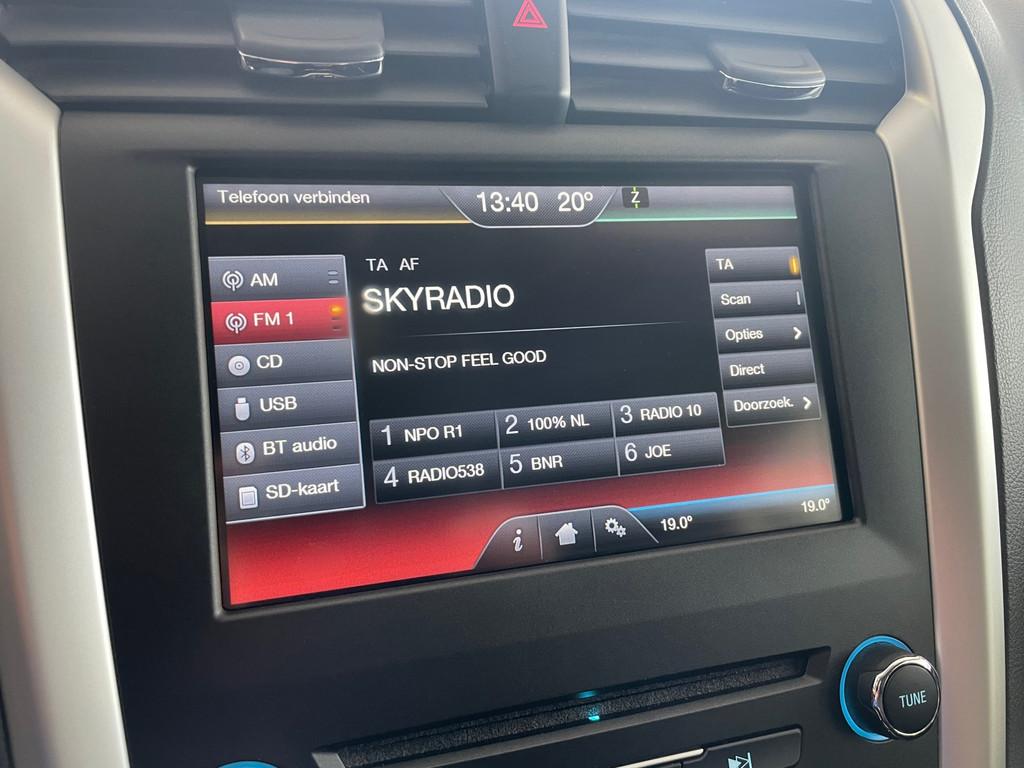 Telefoon verbinden
13:40 20°
Z
AM
FM 1
CD
USB
BT audio
SD-kaart
TA AF
SKYRADIO
NON-STOP FEEL GOOD
1 NPO R1
2 100% NL
3 RADIO 10
4 RADIO538
5 BNR
6 JOE
TA
Scan
Opties
Direct
Doorzoek.
i
19.0°
19.0°
TUNE